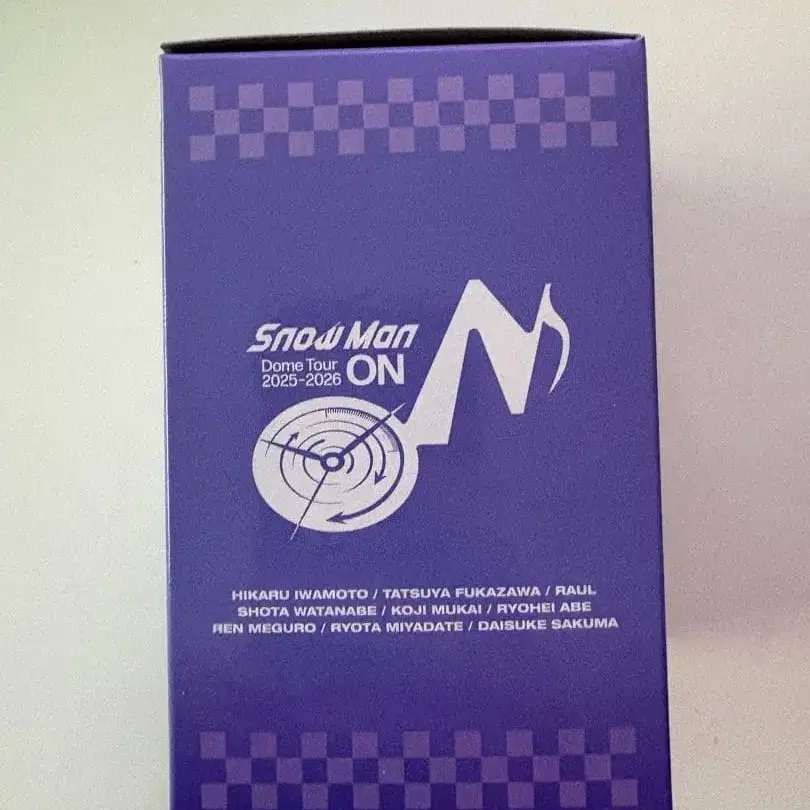 Snow Man
Dome Tour
2025-2026 ON
HIKARU IWAMOTO / TATSUYA FUKAZAWA / RAUL
SHOTA WATANABE / KOJI MUKAI / RYOHEI ABE
REN MEGURO / RYOTA MIYADATE / DAISUKE SAKUMA